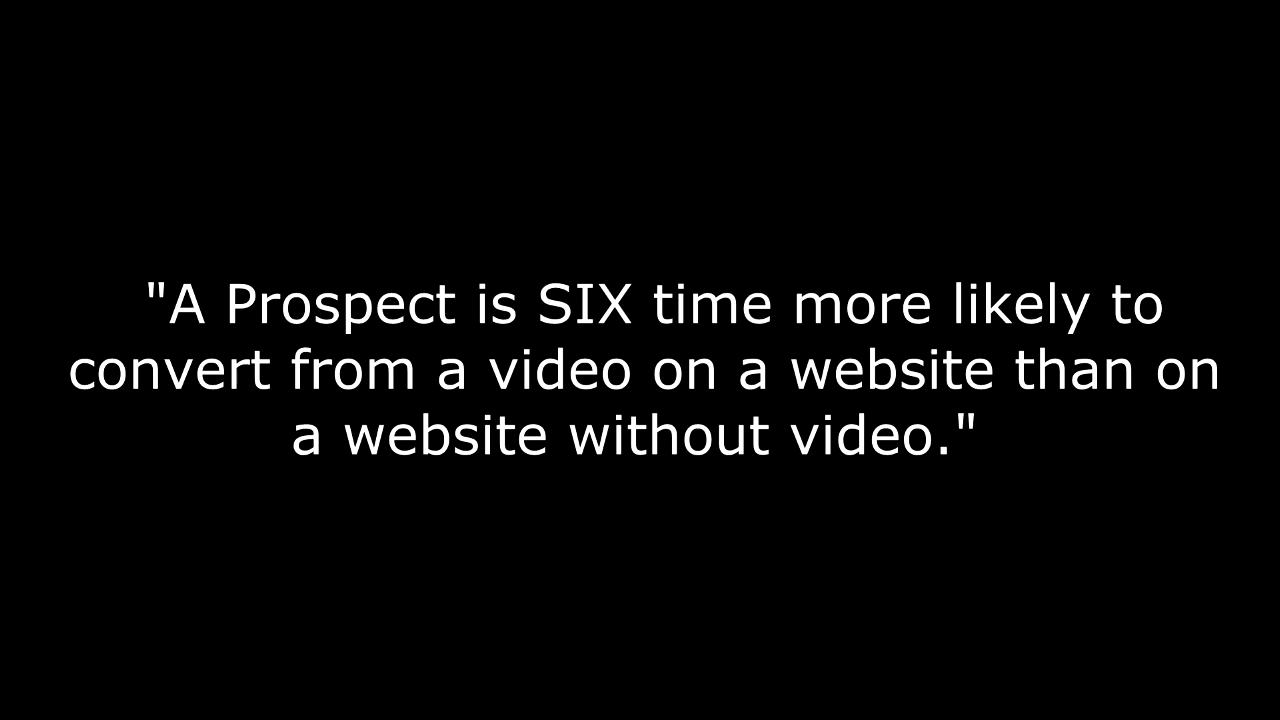 "A Prospect is SIX time more likely to
convert from a video on a website than on
a website without video."